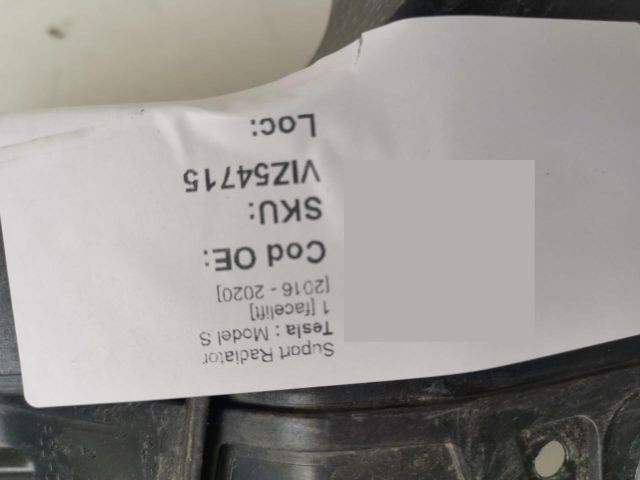 Suport Radiator
Tesla : Model S
1 [facelift]
[2016 - 2020]
Cod OE:
SKU:
VIZ54715
Loc: